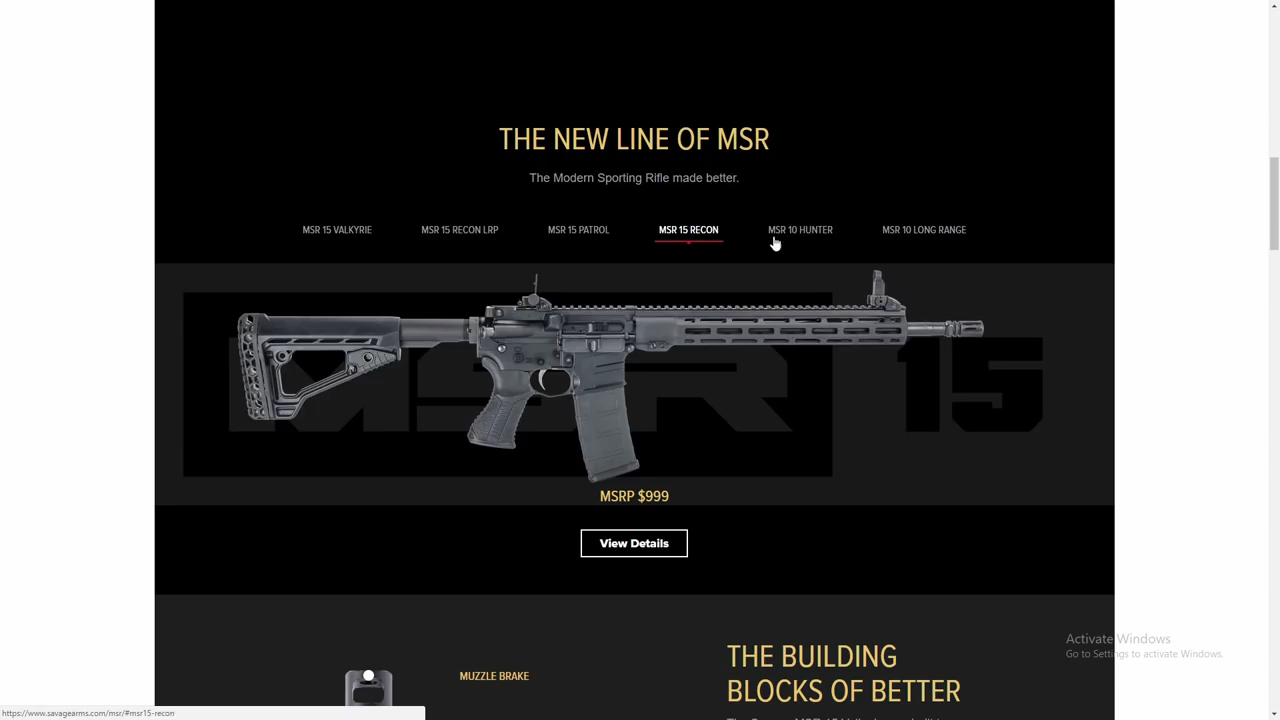 THE NEW LINE OF MSR
The Modern Sporting Rifle made better.
MSR 15 VALKYRIE MSR 15 RECON LRP MSR 15 PATROL MSR 15 RECON MSR 10 HUNTER MSR 10 LONG RANGE
MSR 15
MSRP $999
View Details
MUZZLE BRAKE
THE BUILDING
BLOCKS OF BETTER
Activate Windows
Go to Settings to activate Windows.
https://www.savagearms.com/msr/#msr15-recon